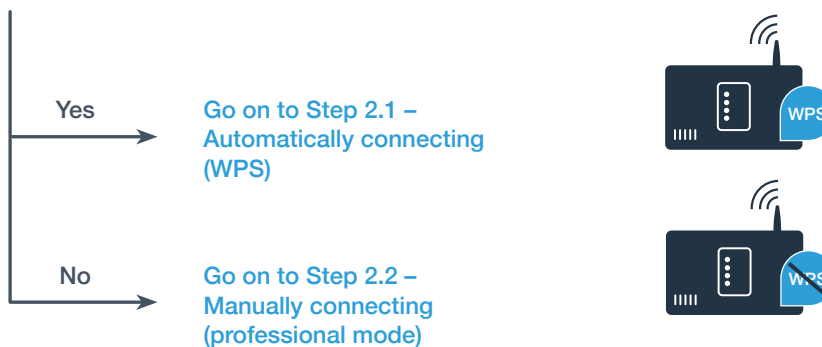 Yes
Go on to Step 2.1 –
Automatically connecting
(WPS)
WPS
No
Go on to Step 2.2 –
Manually connecting
(professional mode)
WPS